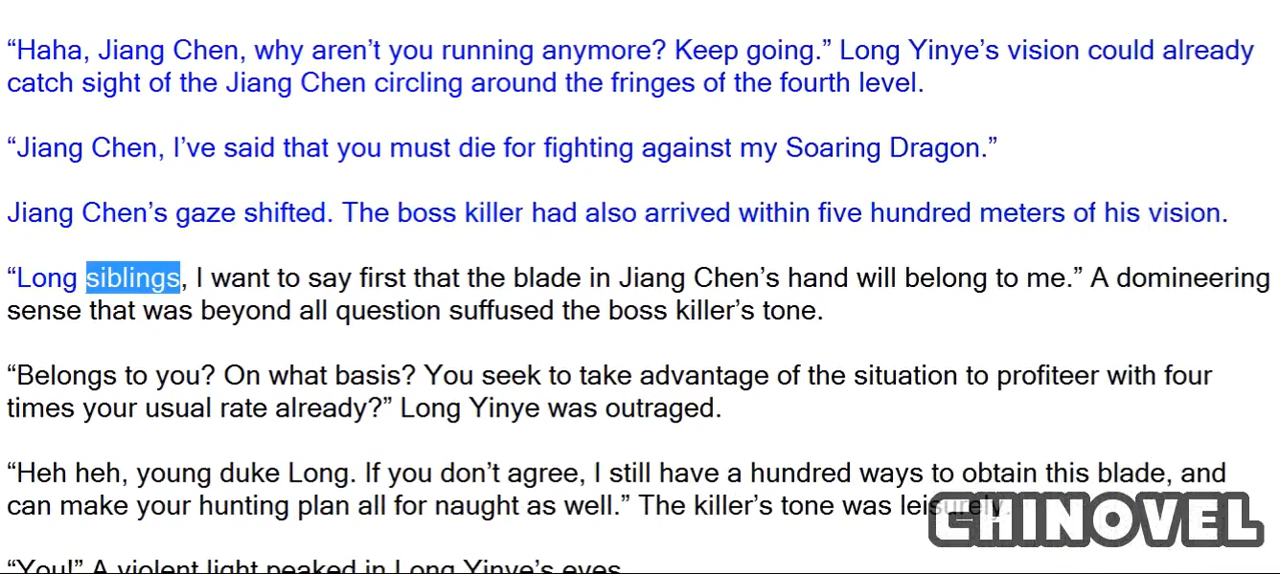 “Haha, Jiang Chen, why aren’t you running anymore? Keep going.” Long Yinye’s vision could already
catch sight of the Jiang Chen circling around the fringes of the fourth level.
“Jiang Chen, I’ve said that you must die for fighting against my Soaring Dragon.”
Jiang Chen’s gaze shifted. The boss killer had also arrived within five hundred meters of his vision.
“Long siblings, I want to say first that the blade in Jiang Chen’s hand will belong to me.” A domineering
sense that was beyond all question suffused the boss killer’s tone.
“Belongs to you? On what basis? You seek to take advantage of the situation to profiteer with four
times your usual rate already?” Long Yinye was outraged.
“Heh heh, young duke Long. If you don’t agree, I still have a hundred ways to obtain this blade, and
can make your hunting plan all for naught as well.” The killer’s tone was leisurely.
CHINOVEL
“You!” A violent light peaked in Long Yinye’s eyes.